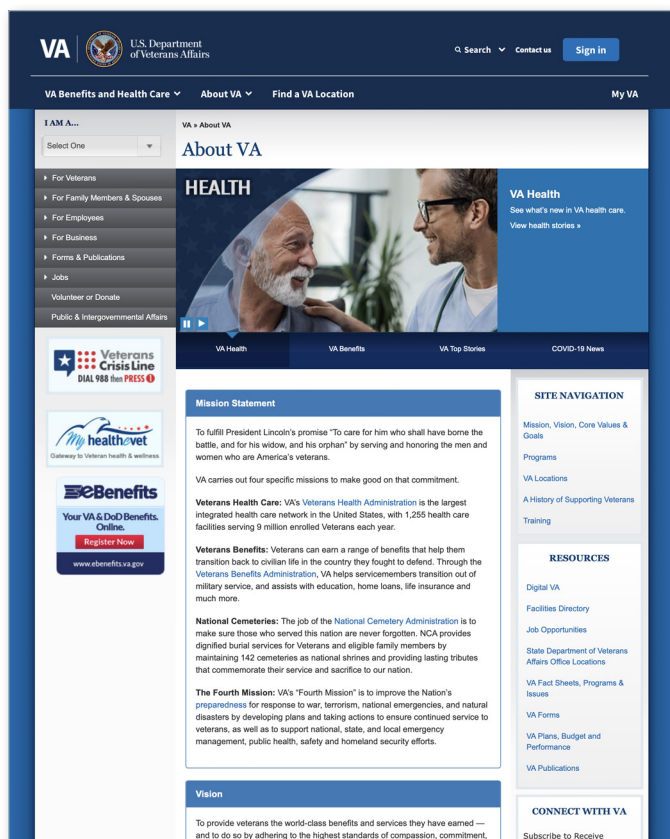 VA
U.S. Department
of Veterans Affairs
Search
Contact us
Sign in
VA Benefits and Health Care
About VA
Find a VA Location
My VA
I AM A...
Select One
For Veterans
For Family Members & Spouses
For Employees
For Business
Forms & Publications
Jobs
Volunteer or Donate
Public & Intergovernmental Affairs
Veterans
Crisis Line
DIAL 988 then PRESS 1
My healthevet
Gateway to Veteran health & wellness
eBenefits
Your VA & DoD Benefits.
Online.
Register Now
www.ebenefits.va.gov
VA » About VA
About VA
HEALTH
VA Health
See what's new in VA health care.
View health stories »
VA Health
VA Benefits
VA Top Stories
COVID-19 News
Mission Statement
To fulfill President Lincoln's promise “To care for him who shall have borne the
battle, and for his widow, and his orphan” by serving and honoring the men and
women who are America's veterans.
VA carries out four specific missions to make good on that commitment.
Veterans Health Care: VA's Veterans Health Administration is the largest
integrated health care network in the United States, with 1,255 health care
facilities serving 9 million enrolled Veterans each year.
Veterans Benefits: Veterans can earn a range of benefits that help them
transition back to civilian life in the country they fought to defend. Through the
Veterans Benefits Administration, VA helps servicemembers transition out of
military service, and assists with education, home loans, life insurance and
much more.
National Cemeteries: The job of the National Cemetery Administration is to
make sure those who served this nation are never forgotten. NCA provides
dignified burial services for Veterans and eligible family members by
maintaining 142 cemeteries as national shrines and providing lasting tributes
that commemorate their service and sacrifice to our nation.
The Fourth Mission: VA's “Fourth Mission” is to improve the Nation's
preparedness for response to war, terrorism, national emergencies, and natural
disasters by developing plans and taking actions to ensure continued service to
veterans, as well as to support national, state, and local emergency
management, public health, safety and homeland security efforts.
Vision
To provide veterans the world-class benefits and services they have earned —
and to do so by adhering to the highest standards of compassion, commitment,
SITE NAVIGATION
Mission, Vision, Core Values &
Goals
Programs
VA Locations
A History of Supporting Veterans
Training
RESOURCES
Digital VA
Facilities Directory
Job Opportunities
State Department of Veterans
Affairs Office Locations
VA Fact Sheets, Programs &
Issues
VA Forms
VA Plans, Budget and
Performance
VA Publications
CONNECT WITH VA
Subscribe to Receive